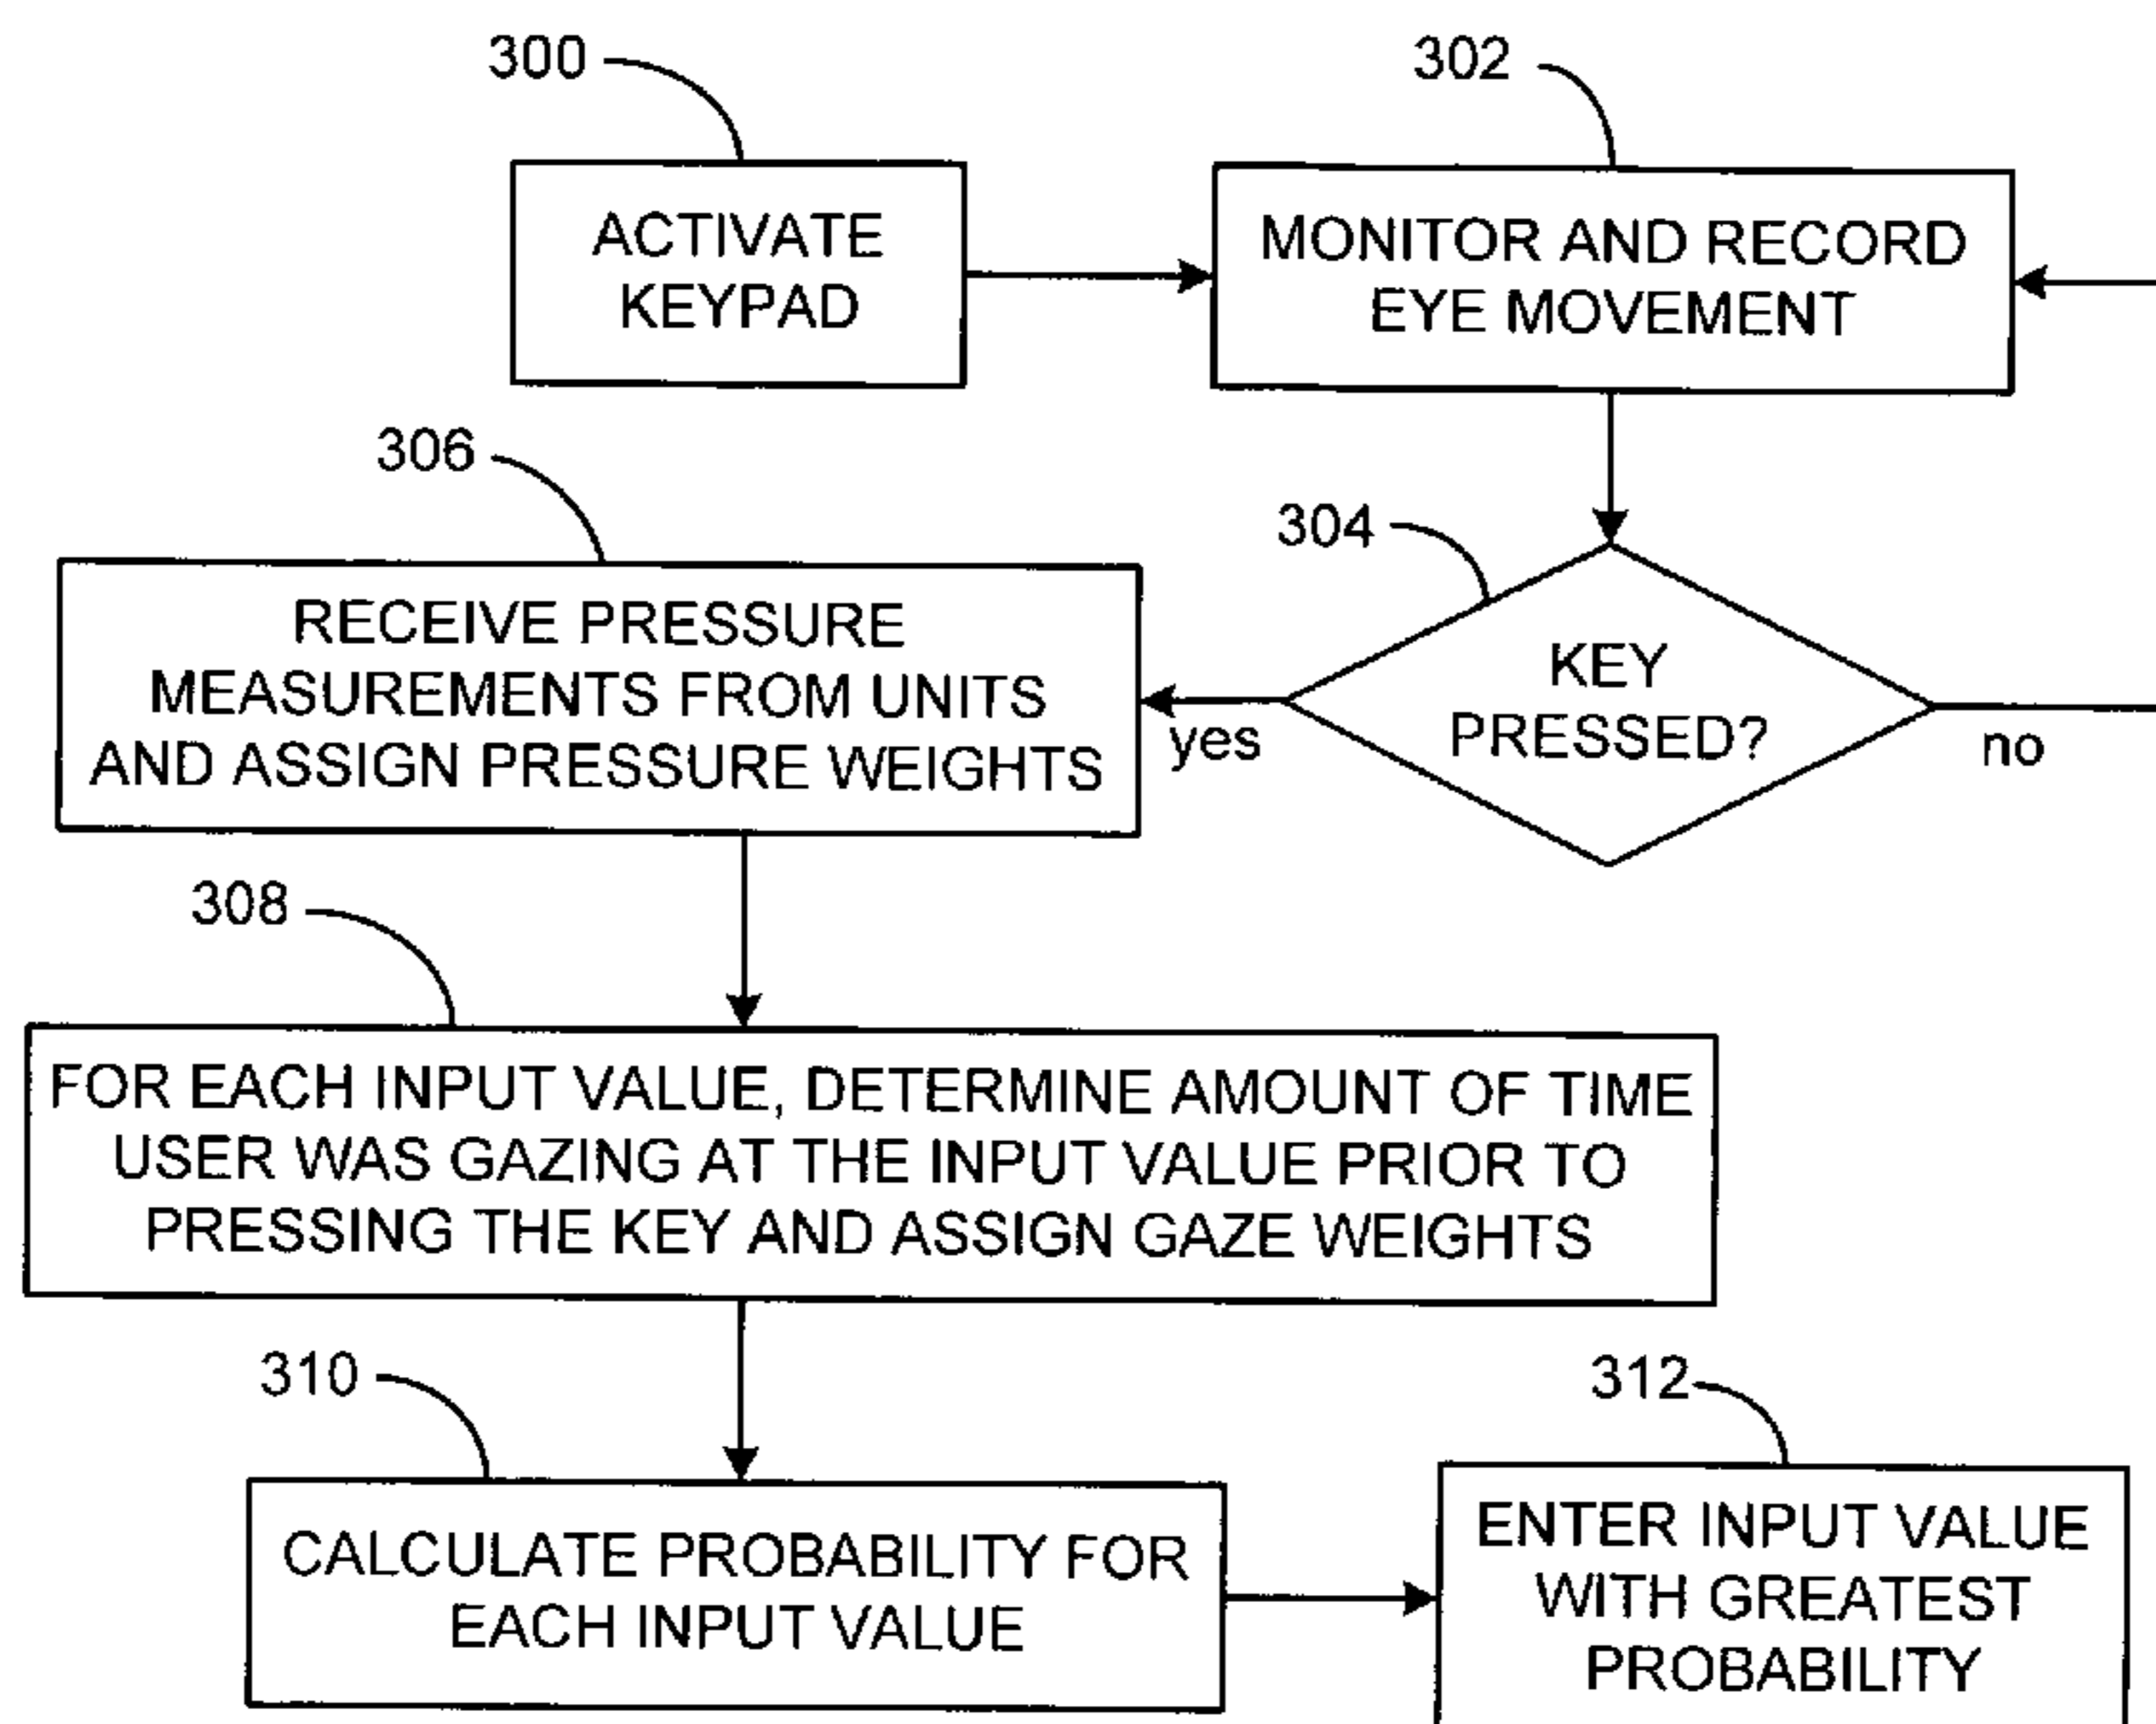 300
302
ACTIVATE
KEYPAD
MONITOR AND RECORD
EYE MOVEMENT
306
304
RECEIVE PRESSURE
MEASUREMENTS FROM UNITS
AND ASSIGN PRESSURE WEIGHTS
KEY
PRESSED?
yes
no
308
FOR EACH INPUT VALUE, DETERMINE AMOUNT OF TIME
USER WAS GAZING AT THE INPUT VALUE PRIOR TO
PRESSING THE KEY AND ASSIGN GAZE WEIGHTS
310
312
CALCULATE PROBABILITY FOR
EACH INPUT VALUE
ENTER INPUT VALUE
WITH GREATEST
PROBABILITY